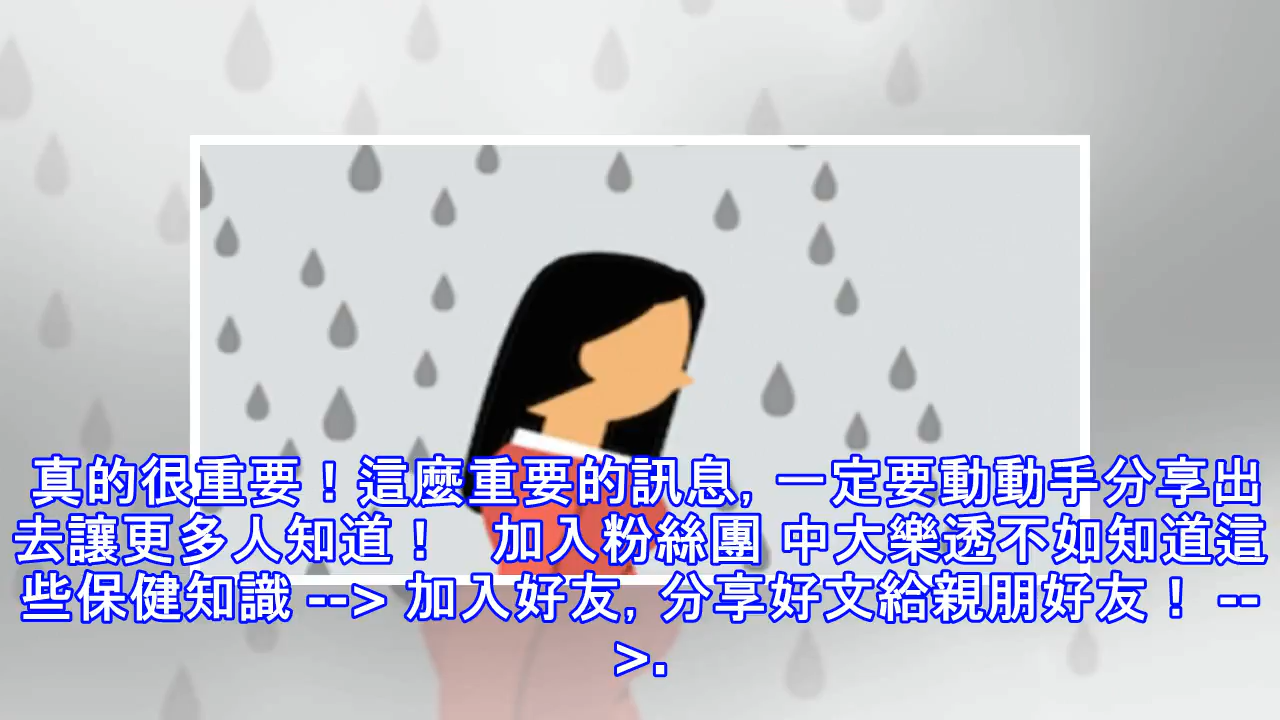 真的很重要！這麼重要的訊息, 一定要動動手分享出
去讓更多人知道！　加入粉絲團 中大樂透不如知道這
些保健知識 --> 加入好友, 分享好文給親朋好友！ --
>.